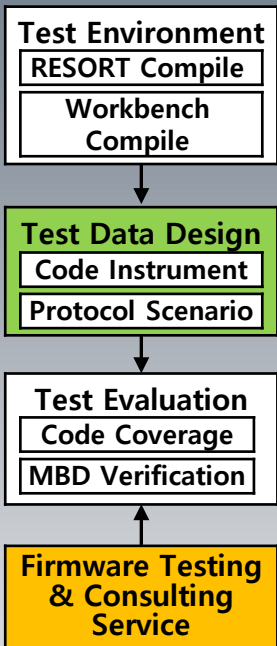 Test Environment
RESORT Compile
Workbench
Compile
Test Data Design
Code Instrument
Protocol Scenario
Test Evaluation
Code Coverage
MBD Verification
Firmware Testing
& Consulting
Service